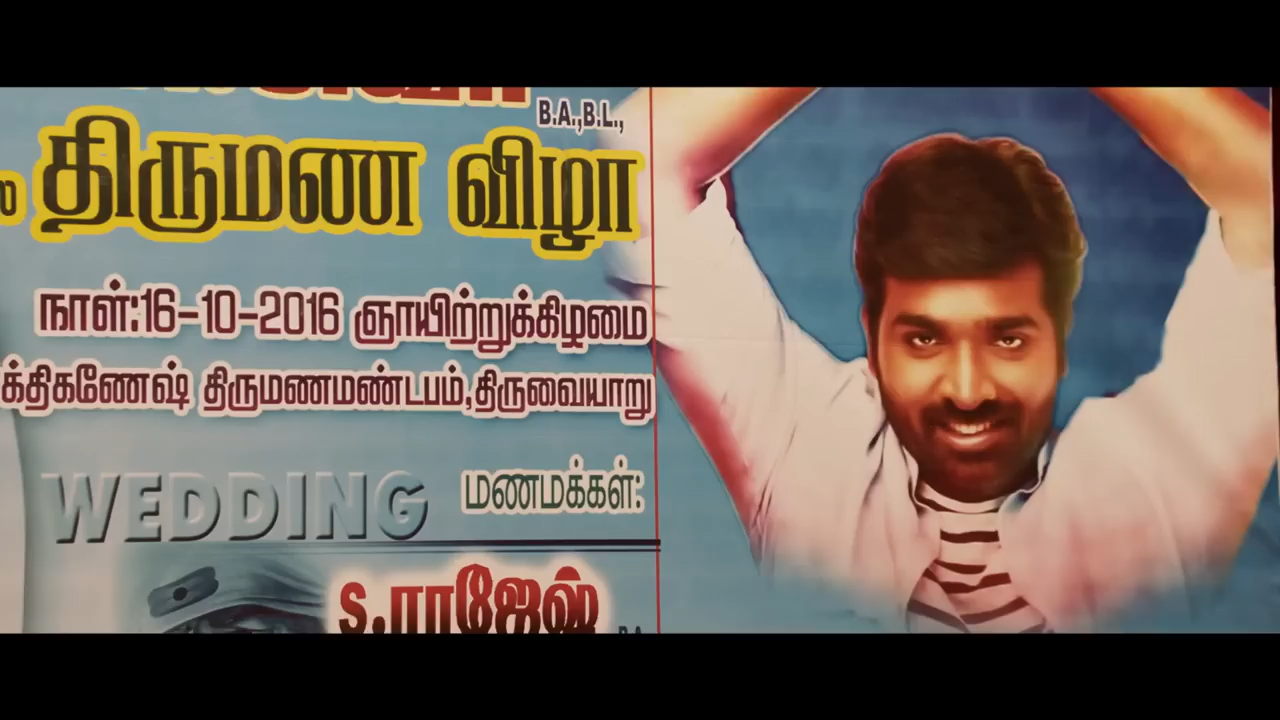 B.A.,B.L.,
திருமண விழா
நாள்:16-10-2016 ஞாயிற்றுக்கிழமை
திருமணமண்டபம்,திருவையாறு
WEDDING மணமக்கள்:
S.ராஜேஷ்